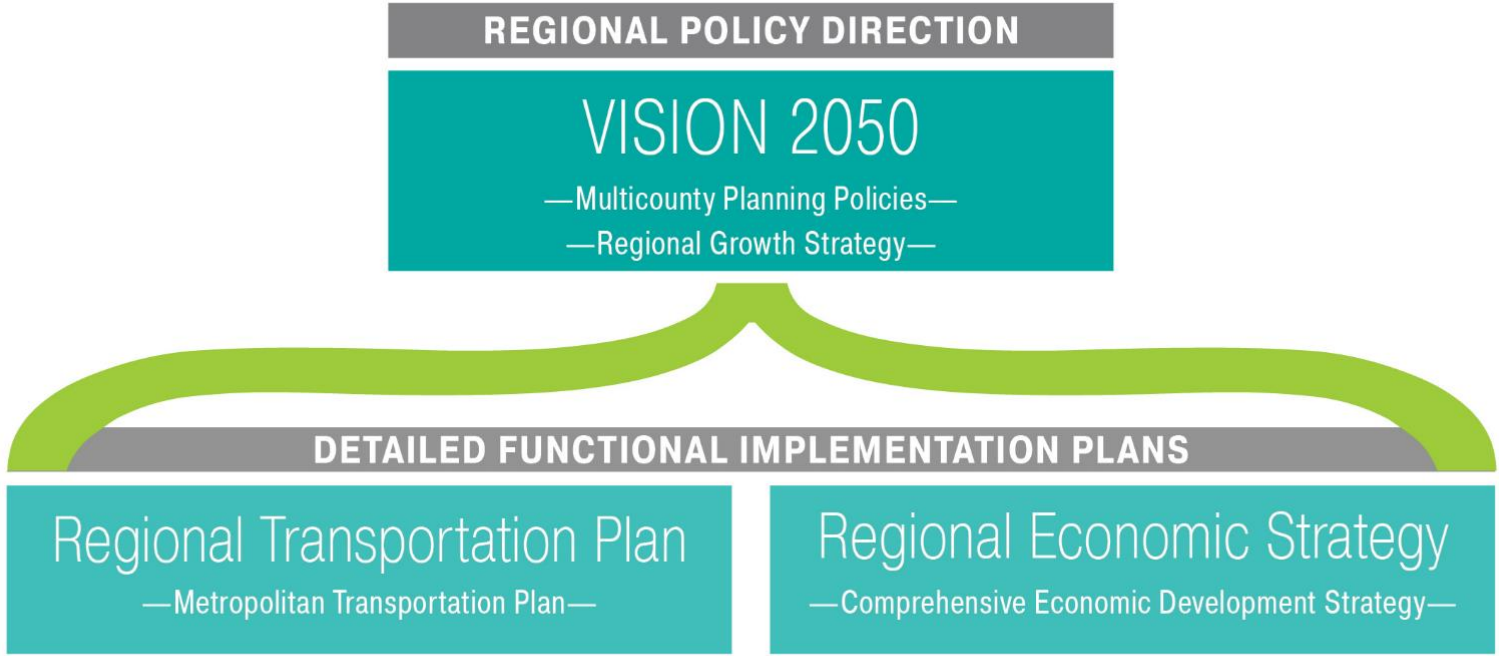 REGIONAL POLICY DIRECTION
VISION 2050
—Multicounty Planning Policies—
—Regional Growth Strategy—
DETAILED FUNCTIONAL IMPLEMENTATION PLANS
Regional Transportation Plan
—Metropolitan Transportation Plan—
Regional Economic Strategy
—Comprehensive Economic Development Strategy—